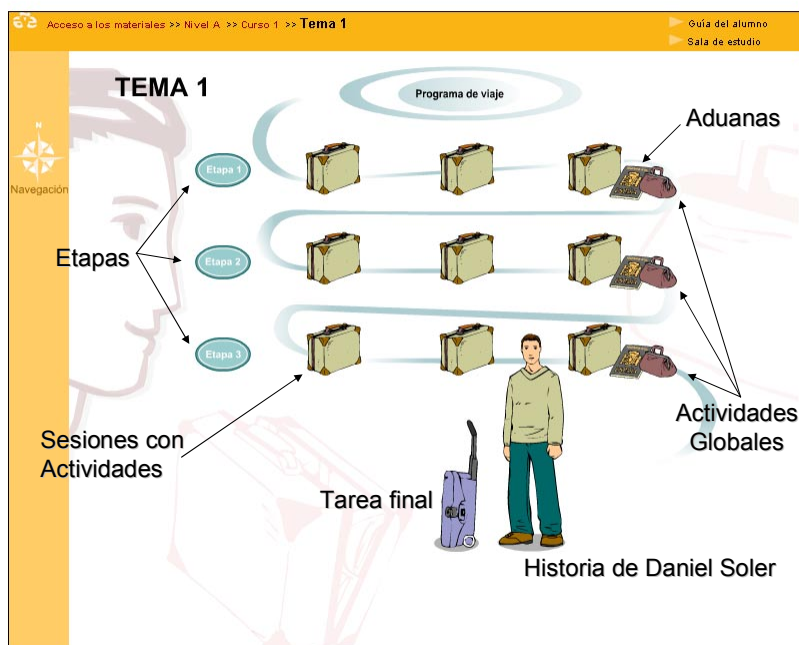 Acceso a los materiales >> Nivel A >> Curso 1 >> Tema 1
Guía del alumno
Sala de estudio
TEMA 1
Programa de viaje
Aduanas
N
Navegación
Etapa 1
Etapas
Etapa 2
Etapa 3
Actividades
Globales
Sesiones con
Actividades
Tarea final
Historia de Daniel Soler